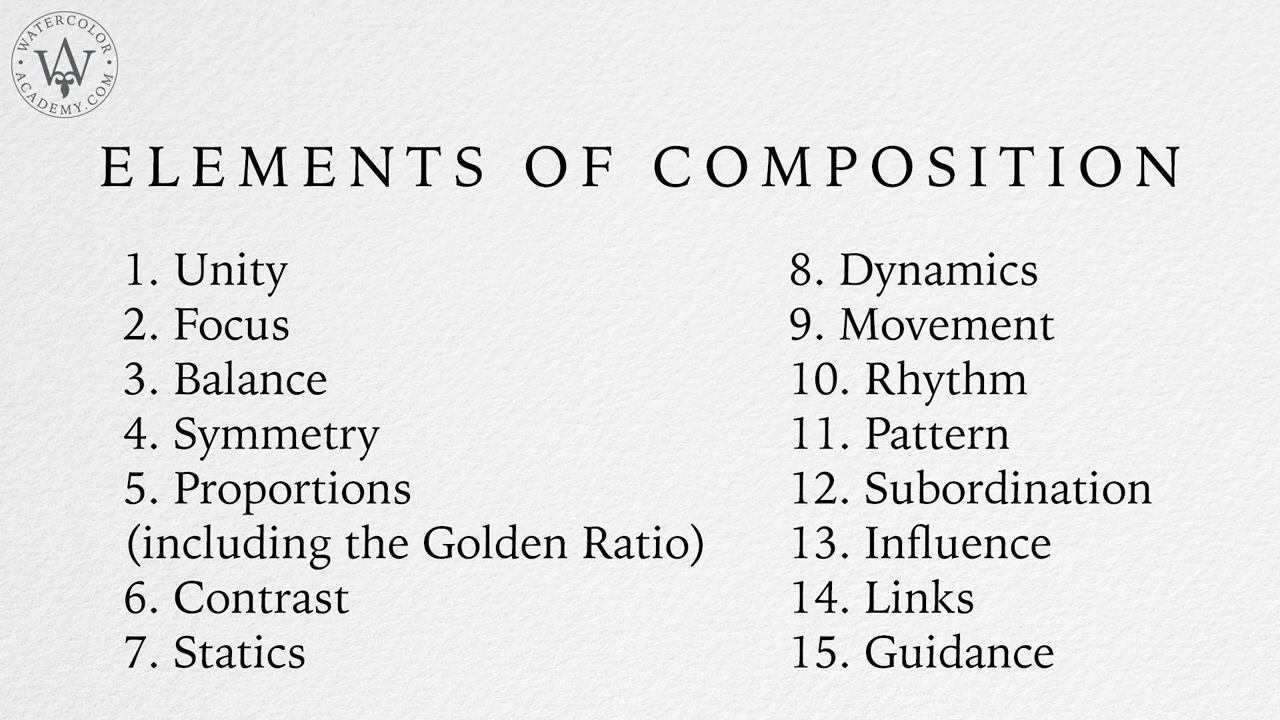 WATERCOLOR
ACADEMY.COM
ELEMENTS OF COMPOSITION
1. Unity
2. Focus
3. Balance
4. Symmetry
5. Proportions
(including the Golden Ratio)
6. Contrast
7. Statics
8. Dynamics
9. Movement
10. Rhythm
11. Pattern
12. Subordination
13. Influence
14. Links
15. Guidance